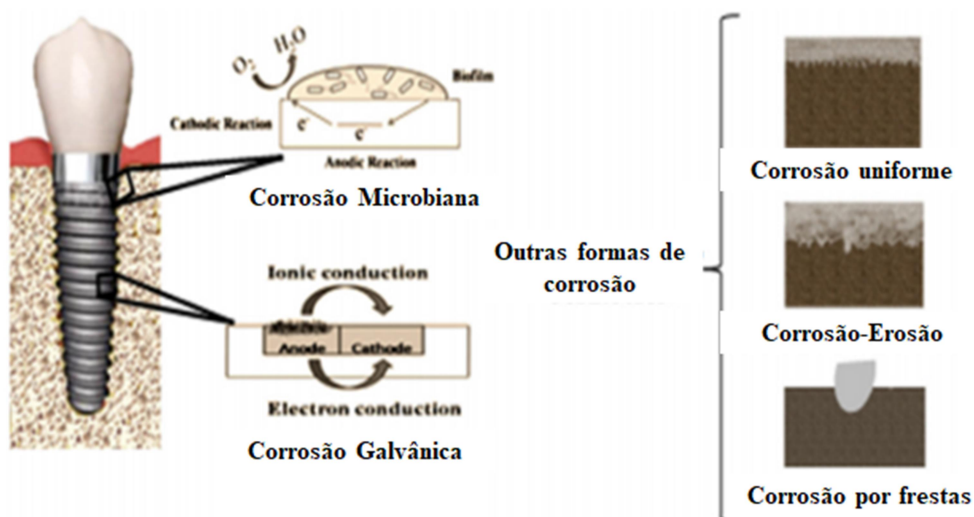 O₂
H₂O
Biofilm
Cathodic Reaction
e⁻
e⁻
Anodic Reaction
Corrosão Microbiana
Ionic conduction
Anode
Cathode
Electron conduction
Corrosão Galvânica
Outras formas de
corrosão
Corrosão uniforme
Corrosão-Erosão
Corrosão por frestas